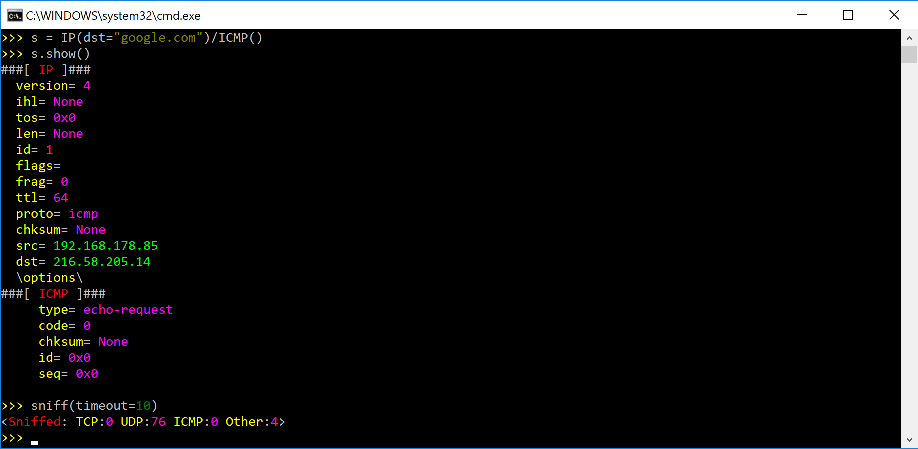 C:\WINDOWS\system32\cmd.exe
>>> s = IP(dst="google.com")/ICMP()
>>> s.show()
###[ IP ]###
  version= 4
  ihl= None
  tos= 0x0
  len= None
  id= 1
  flags=
  frag= 0
  ttl= 64
  proto= icmp
  chksum= None
  src= 192.168.178.85
  dst= 216.58.205.14
  \options\
###[ ICMP ]###
     type= echo-request
     code= 0
     chksum= None
     id= 0x0
     seq= 0x0

>>> sniff(timeout=10)
<Sniffed: TCP:0 UDP:76 ICMP:0 Other:4>
>>>